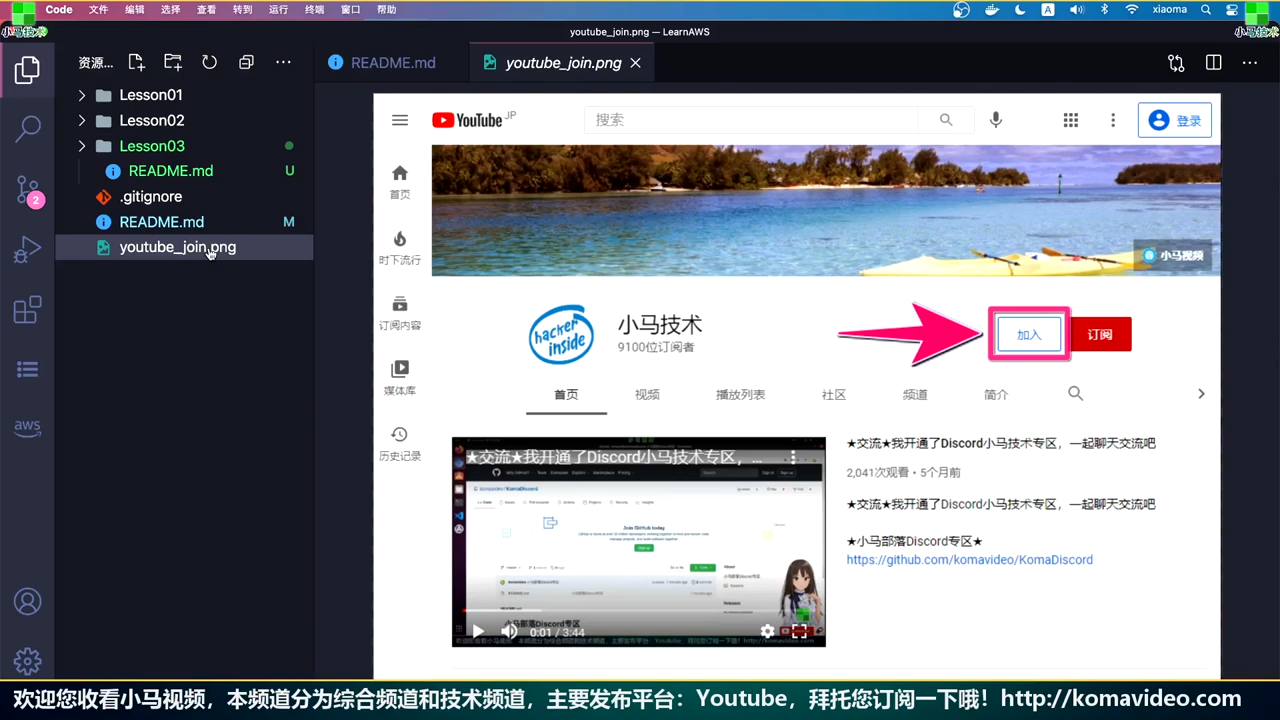 Code 文件 编辑 选择 查看 转到 运行 终端 窗口 帮助
A xiaoma
小马技术
小马技术
youtube_join.png — LearnAWS
资源...
README.md
youtube_join.png
Lesson01
Lesson02
Lesson03
README.md U
.gitignore
README.md M
youtube_join.png
2
aws
YouTube JP
搜索
登录
首页
时下流行
订阅内容
媒体库
历史记录
小马视频
hacker inside
小马技术
9100位订阅者
加入
订阅
首页 视频 播放列表 社区 频道 简介
★交流★我开通了Discord小马技术专区，...
Join GitHub today
0:01 / 3:44
★交流★我开通了Discord小马技术专区，一起聊天交流吧
2,041次观看 • 5个月前
★交流★我开通了Discord小马技术专区，一起聊天交流吧
★小马部落Discord专区★
https://github.com/komavideo/KomaDiscord
欢迎您收看小马视频，本频道分为综合频道和技术频道，主要发布平台：Youtube，拜托您订阅一下哦！http://komavideo.com